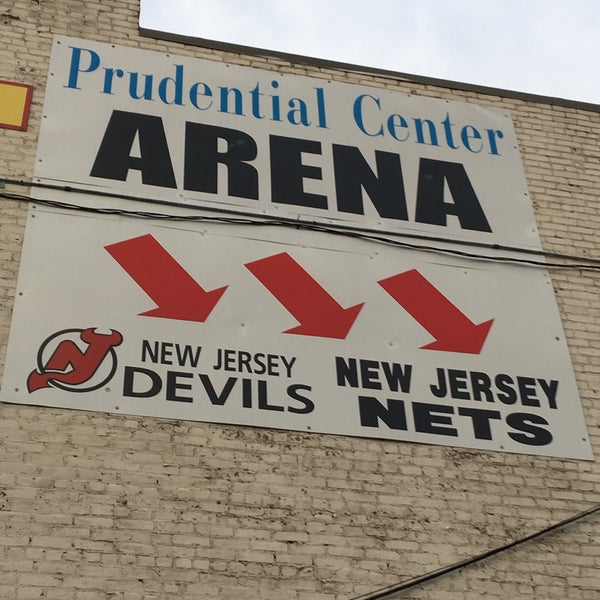 Prudential Center
ARENA
NEW JERSEY
DEVILS
NEW JERSEY
NETS